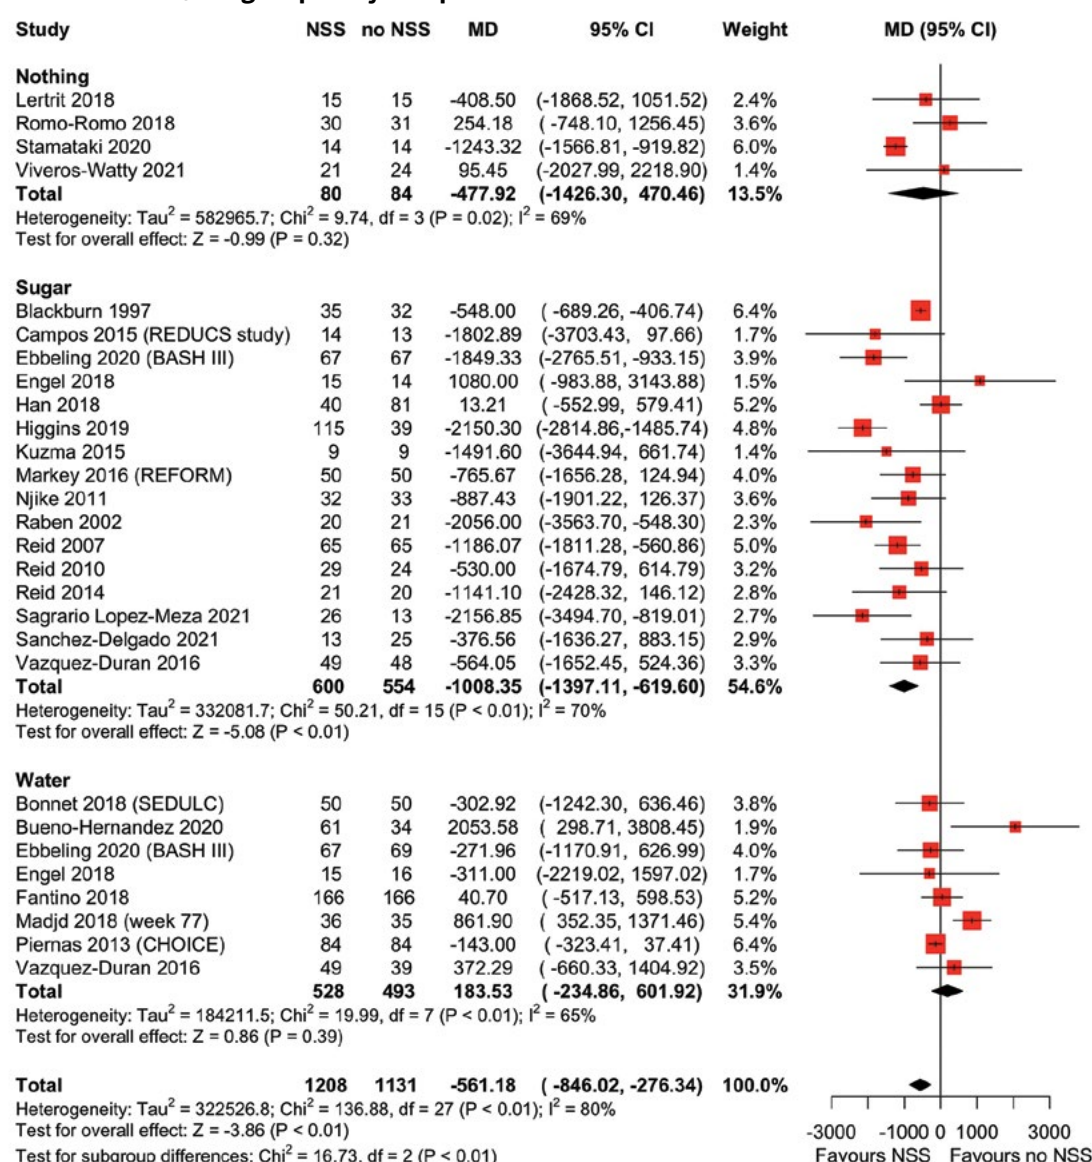 Study NSS no NSS MD 95% CI Weight MD (95% CI)
Nothing
Lertrit 2018 15 15 -408.50 (-1868.52, 1051.52) 2.4%
Romo-Romo 2018 30 31 254.18 ( -748.10, 1256.45) 3.6%
Stamataki 2020 14 14 -1243.32 (-1566.81, -919.82) 6.0%
Viveros-Watty 2021 21 24 95.45 (-2027.99, 2218.90) 1.4%
Total 80 84 -477.92 (-1426.30, 470.46) 13.5%
Heterogeneity: Tau² = 582965.7; Chi² = 9.74, df = 3 (P = 0.02); I² = 69%
Test for overall effect: Z = -0.99 (P = 0.32)
Sugar
Blackburn 1997 35 32 -548.00 ( -689.26, -406.74) 6.4%
Campos 2015 (REDUCS study) 14 13 -1802.89 (-3703.43, 97.66) 1.7%
Ebbeling 2020 (BASH III) 67 67 -1849.33 (-2765.51, -933.15) 3.9%
Engel 2018 15 14 1080.00 ( -983.88, 3143.88) 1.5%
Han 2018 40 81 13.21 ( -552.99, 579.41) 5.2%
Higgins 2019 115 39 -2150.30 (-2814.86,-1485.74) 4.8%
Kuzma 2015 9 9 -1491.60 (-3644.94, 661.74) 1.4%
Markey 2016 (REFORM) 50 50 -765.67 (-1656.28, 124.94) 4.0%
Njike 2011 32 33 -887.43 (-1901.22, 126.37) 3.6%
Raben 2002 20 21 -2056.00 (-3563.70, -548.30) 2.3%
Reid 2007 65 65 -1186.07 (-1811.28, -560.86) 5.0%
Reid 2010 29 24 -530.00 (-1674.79, 614.79) 3.2%
Reid 2014 21 20 -1141.10 (-2428.32, 146.12) 2.8%
Sagrario Lopez-Meza 2021 26 13 -2156.85 (-3494.70, -819.01) 2.7%
Sanchez-Delgado 2021 13 25 -376.56 (-1636.27, 883.15) 2.9%
Vazquez-Duran 2016 49 48 -564.05 (-1652.45, 524.36) 3.3%
Total 600 554 -1008.35 (-1397.11, -619.60) 54.6%
Heterogeneity: Tau² = 332081.7; Chi² = 50.21, df = 15 (P < 0.01); I² = 70%
Test for overall effect: Z = -5.08 (P < 0.01)
Water
Bonnet 2018 (SEDULC) 50 50 -302.92 (-1242.30, 636.46) 3.8%
Bueno-Hernandez 2020 61 34 2053.58 ( 298.71, 3808.45) 1.9%
Ebbeling 2020 (BASH III) 67 69 -271.96 (-1170.91, 626.99) 4.0%
Engel 2018 15 16 -311.00 (-2219.02, 1597.02) 1.7%
Fantino 2018 166 166 40.70 ( -517.13, 598.53) 5.2%
Madjd 2018 (week 77) 36 35 861.90 ( 352.35, 1371.46) 5.4%
Piernas 2013 (CHOICE) 84 84 -143.00 ( -323.41, 37.41) 6.4%
Vazquez-Duran 2016 49 39 372.29 ( -660.33, 1404.92) 3.5%
Total 528 493 183.53 ( -234.86, 601.92) 31.9%
Heterogeneity: Tau² = 184211.5; Chi² = 19.99, df = 7 (P < 0.01); I² = 65%
Test for overall effect: Z = 0.86 (P = 0.39)
Total 1208 1131 -561.18 ( -846.02, -276.34) 100.0%
Heterogeneity: Tau² = 322526.8; Chi² = 136.88, df = 27 (P < 0.01); I² = 80%
Test for overall effect: Z = -3.86 (P < 0.01)
-3000 -1000 0 1000 3000
Test for subgroup differences: Chi² = 16.73, df = 2 (P < 0.01) Favours NSS Favours no NSS